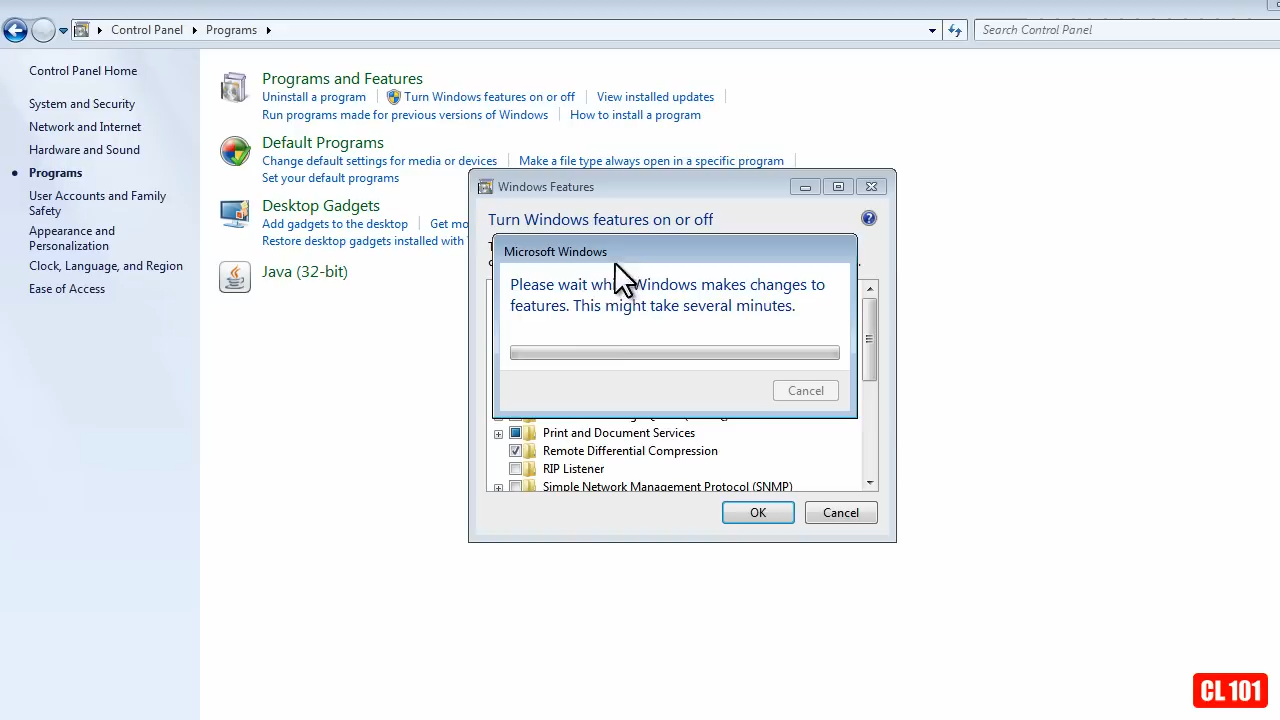 Control Panel Programs
Search Control Panel
Control Panel Home
System and Security
Network and Internet
Hardware and Sound
Programs
User Accounts and Family
Safety
Appearance and
Personalization
Clock, Language, and Region
Ease of Access
Programs and Features
Uninstall a program Turn Windows features on or off View installed updates
Run programs made for previous versions of Windows How to install a program
Default Programs
Change default settings for media or devices Make a file type always open in a specific program
Set your default programs
Desktop Gadgets
Add gadgets to the desktop Get mo
Restore desktop gadgets installed with
Java (32-bit)
Windows Features
Turn Windows features on or off
Microsoft Windows
Please wait whi Windows makes changes to
features. This might take several minutes.
Cancel
Print and Document Services
Remote Differential Compression
RIP Listener
Simple Network Management Protocol (SNMP)
OK Cancel
CL 101